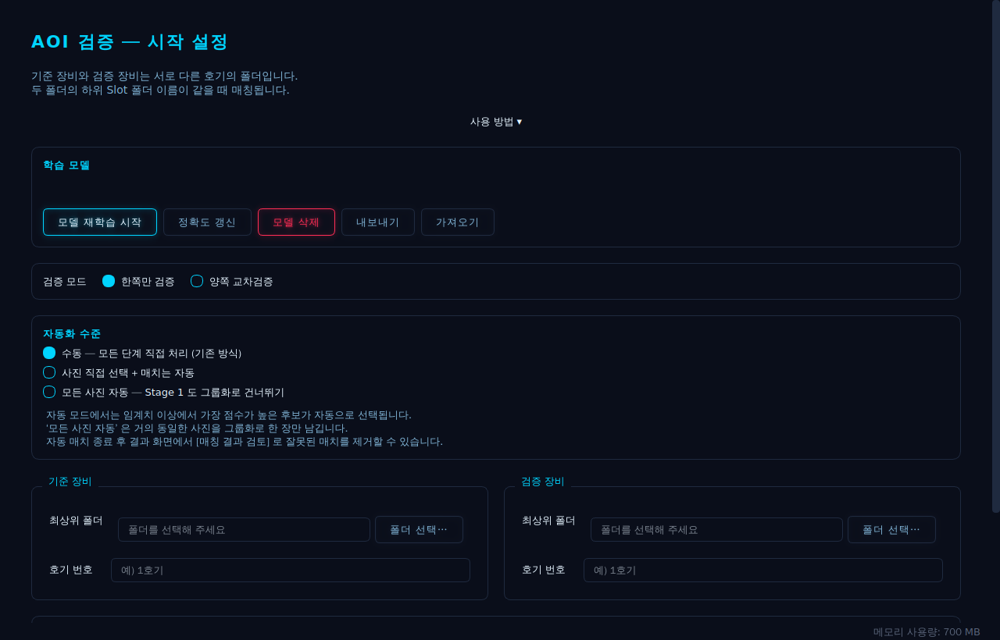 AOI 검증 — 시작 설정
기준 장비와 검증 장비는 서로 다른 호기의 폴더입니다.
두 폴더의 하위 Slot 폴더 이름이 같을 때 매칭됩니다.
사용 방법 ▾
학습 모델
모델 재학습 시작 정확도 갱신 모델 삭제 내보내기 가져오기
검증 모드 한쪽만 검증 양쪽 교차검증
자동화 수준
수동 — 모든 단계 직접 처리 (기존 방식)
사진 직접 선택 + 매치는 자동
모든 사진 자동 — Stage 1 도 그룹화로 건너뛰기
자동 모드에서는 임계치 이상에서 가장 점수가 높은 후보가 자동으로 선택됩니다.
'모든 사진 자동' 은 거의 동일한 사진을 그룹화로 한 장만 남깁니다.
자동 매치 종료 후 결과 화면에서 [매칭 결과 검토] 로 잘못된 매치를 제거할 수 있습니다.
기준 장비
최상위 폴더 폴더를 선택해 주세요 폴더 선택…
호기 번호 예) 1호기
검증 장비
최상위 폴더 폴더를 선택해 주세요 폴더 선택…
호기 번호 예) 1호기
메모리 사용량: 700 MB